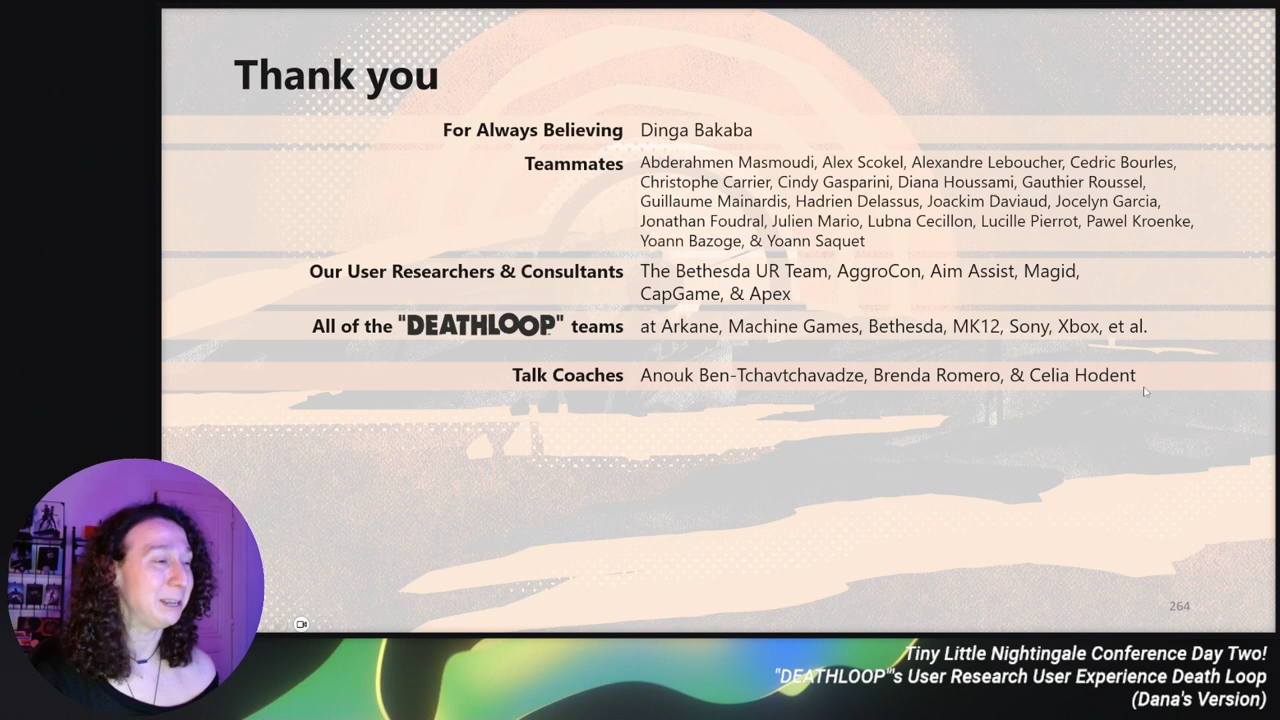 Thank you
For Always Believing Dinga Bakaba
Teammates Abderahmen Masmoudi, Alex Scokel, Alexandre Leboucher, Cedric Bourles,
Christophe Carrier, Cindy Gasparini, Diana Houssami, Gauthier Roussel,
Guillaume Mainardis, Hadrien Delassus, Joackim Daviaud, Jocelyn Garcia,
Jonathan Foudral, Julien Mario, Lubna Cecillon, Lucille Pierrot, Pawel Kroenke,
Yoann Bazoge, & Yoann Saquet
Our User Researchers & Consultants The Bethesda UR Team, AggroCon, Aim Assist, Magid,
CapGame, & Apex
All of the "DEATHLOOP" teams at Arkane, Machine Games, Bethesda, MK12, Sony, Xbox, et al.
Talk Coaches Anouk Ben-Tchavtchavadze, Brenda Romero, & Celia Hodent
264
Tiny Little Nightingale Conference Day Two!
"DEATHLOOP"'s User Research User Experience Death Loop
(Dana's Version)